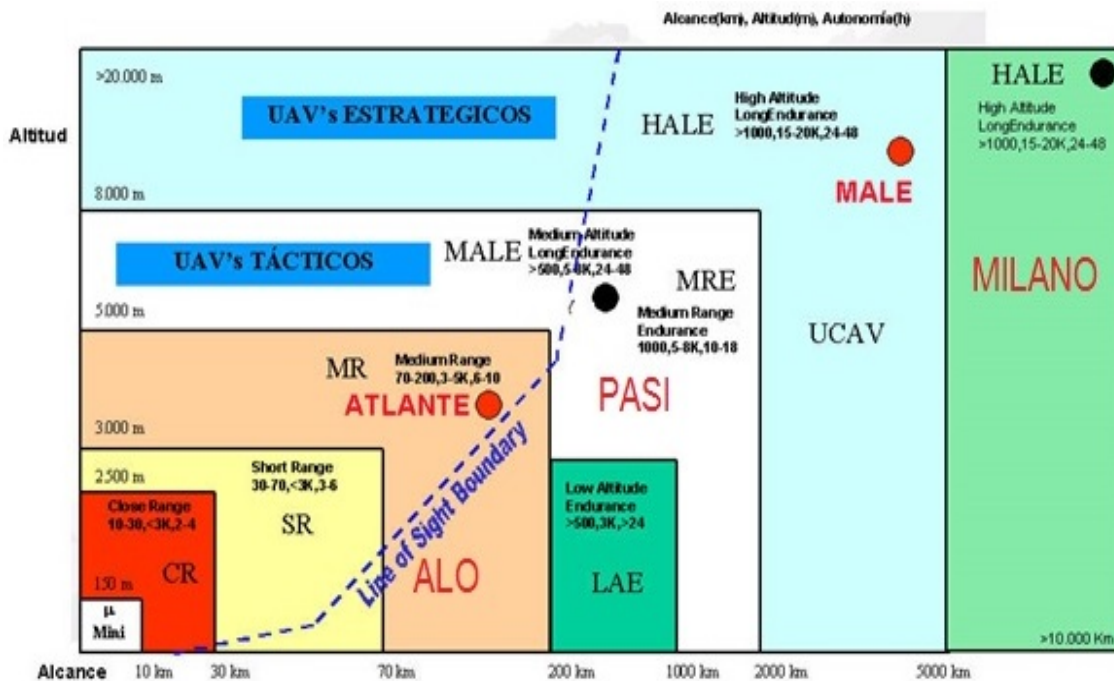 Alcance(km), Altitud(m), Autonomía(h)
>20.000 m
Altitud
UAV's ESTRATEGICOS
HALE
High Altitude
LongEndurance
>1000,15-20K,24-48
MALE
HALE
High Altitude
LongEndurance
>1000,15-20K,24-48
8.000 m
UAV's TÁCTICOS
MALE
Medium Altitude
LongEndurance
>500,5-8K,24-48
MRE
Medium Range
Endurance
1000,5-8K,10-18
MILANO
UCAV
5.000 m
MR
Medium Range
70-200,3-5K,6-10
ATLANTE
PASI
3.000 m
Short Range
30-70,<3K,3-6
SR
2.500 m
Close Range
10-30,<3K,2-4
CR
Line of Sight Boundary
ALO
Low Altitude
Endurance
>500,3K,>24
LAE
150 m
µ
Mini
>10.000 Km
Alcance
10 km
30 km
70 km
200 km
1000 km
2000 km
5000 km